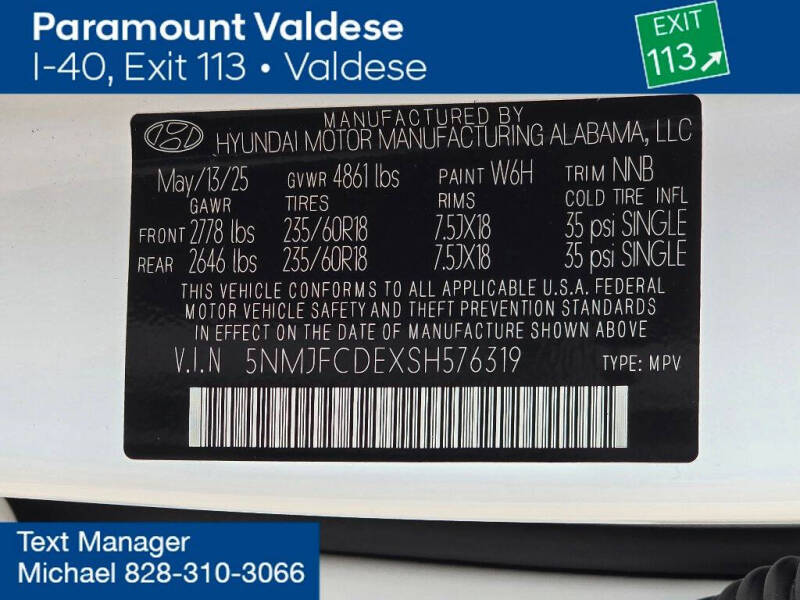 Paramount Valdese
I-40, Exit 113 • Valdese
EXIT
113
MANUFACTURED BY
HYUNDAI MOTOR MANUFACTURING ALABAMA, LLC
May/13/25 GVWR 4861 lbs PAINT W6H TRIM NNB
GAWR TIRES RIMS COLD TIRE INFL
FRONT 2778 lbs 235/60R18 7.5JX18 35 psi SINGLE
REAR 2646 lbs 235/60R18 7.5JX18 35 psi SINGLE
THIS VEHICLE CONFORMS TO ALL APPLICABLE U.S.A. FEDERAL
MOTOR VEHICLE SAFETY AND THEFT PREVENTION STANDARDS
IN EFFECT ON THE DATE OF MANUFACTURE SHOWN ABOVE.
V.I.N 5NMJFCDEXSH576319 TYPE: MPV
Text Manager
Michael 828-310-3066